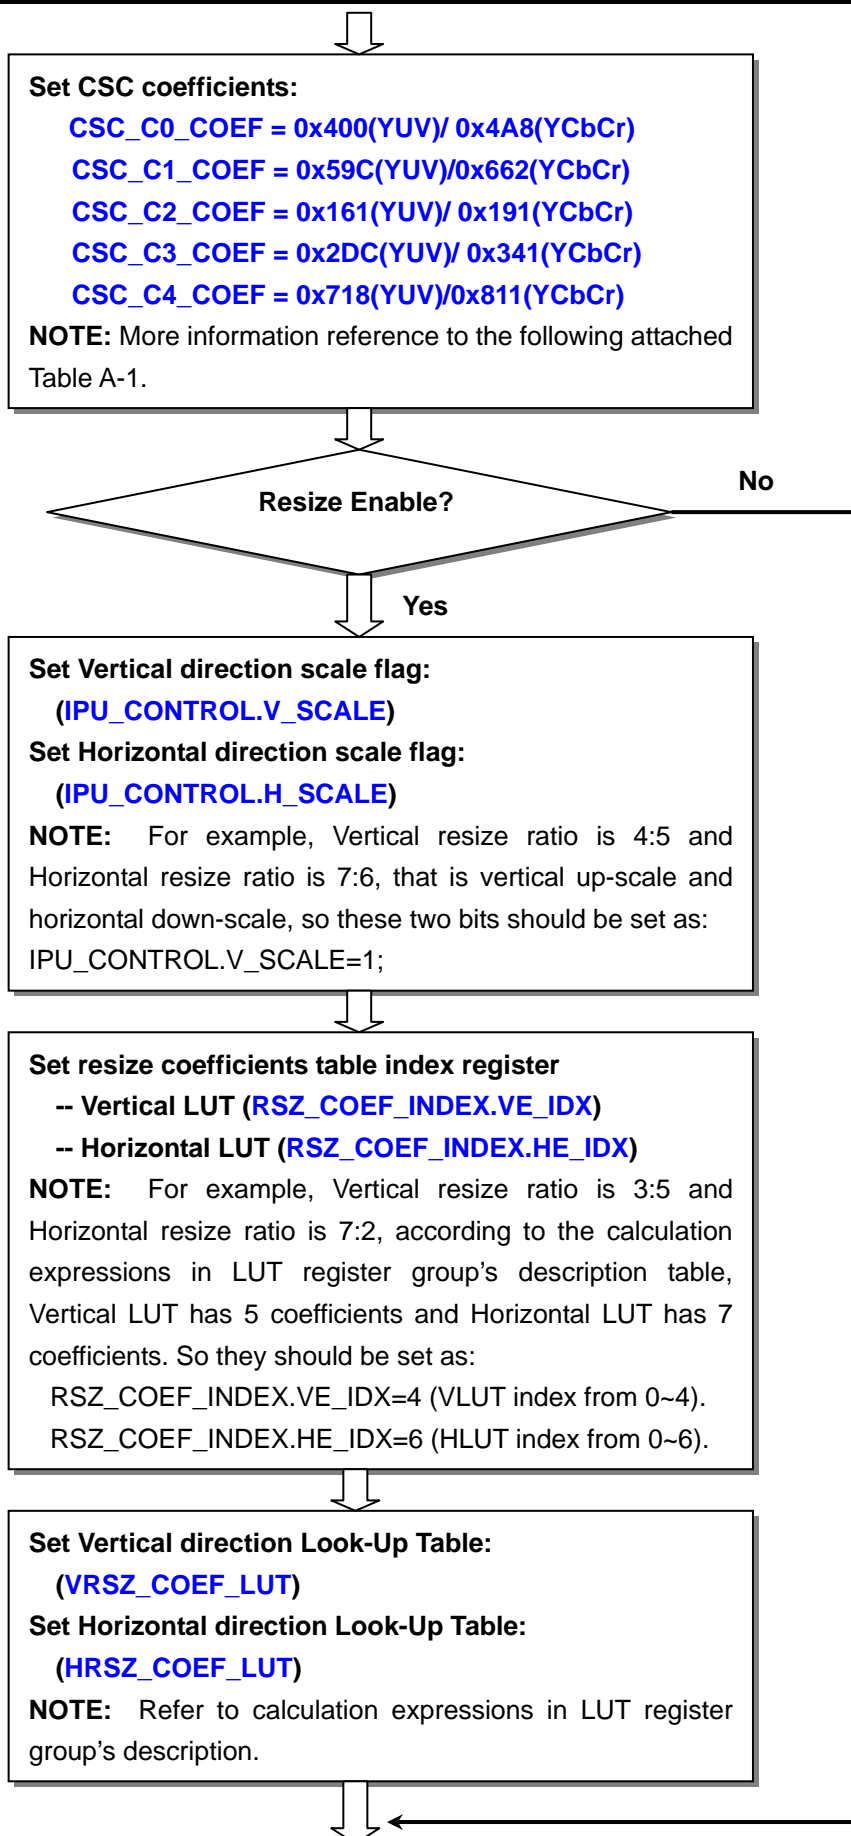 Set CSC coefficients:
CSC_C0_COEF = 0x400(YUV)/ 0x4A8(YCbCr)
CSC_C1_COEF = 0x59C(YUV)/0x662(YCbCr)
CSC_C2_COEF = 0x161(YUV)/ 0x191(YCbCr)
CSC_C3_COEF = 0x2DC(YUV)/ 0x341(YCbCr)
CSC_C4_COEF = 0x718(YUV)/0x811(YCbCr)
NOTE: More information reference to the following attached
Table A-1.
Resize Enable?
No
Yes
Set Vertical direction scale flag:
(IPU_CONTROL.V_SCALE)
Set Horizontal direction scale flag:
(IPU_CONTROL.H_SCALE)
NOTE: For example, Vertical resize ratio is 4:5 and
Horizontal resize ratio is 7:6, that is vertical up-scale and
horizontal down-scale, so these two bits should be set as:
IPU_CONTROL.V_SCALE=1;
Set resize coefficients table index register
-- Vertical LUT (RSZ_COEF_INDEX.VE_IDX)
-- Horizontal LUT (RSZ_COEF_INDEX.HE_IDX)
NOTE: For example, Vertical resize ratio is 3:5 and
Horizontal resize ratio is 7:2, according to the calculation
expressions in LUT register group's description table,
Vertical LUT has 5 coefficients and Horizontal LUT has 7
coefficients. So they should be set as:
RSZ_COEF_INDEX.VE_IDX=4 (VLUT index from 0~4).
RSZ_COEF_INDEX.HE_IDX=6 (HLUT index from 0~6).
Set Vertical direction Look-Up Table:
(VRSZ_COEF_LUT)
Set Horizontal direction Look-Up Table:
(HRSZ_COEF_LUT)
NOTE: Refer to calculation expressions in LUT register
group's description.